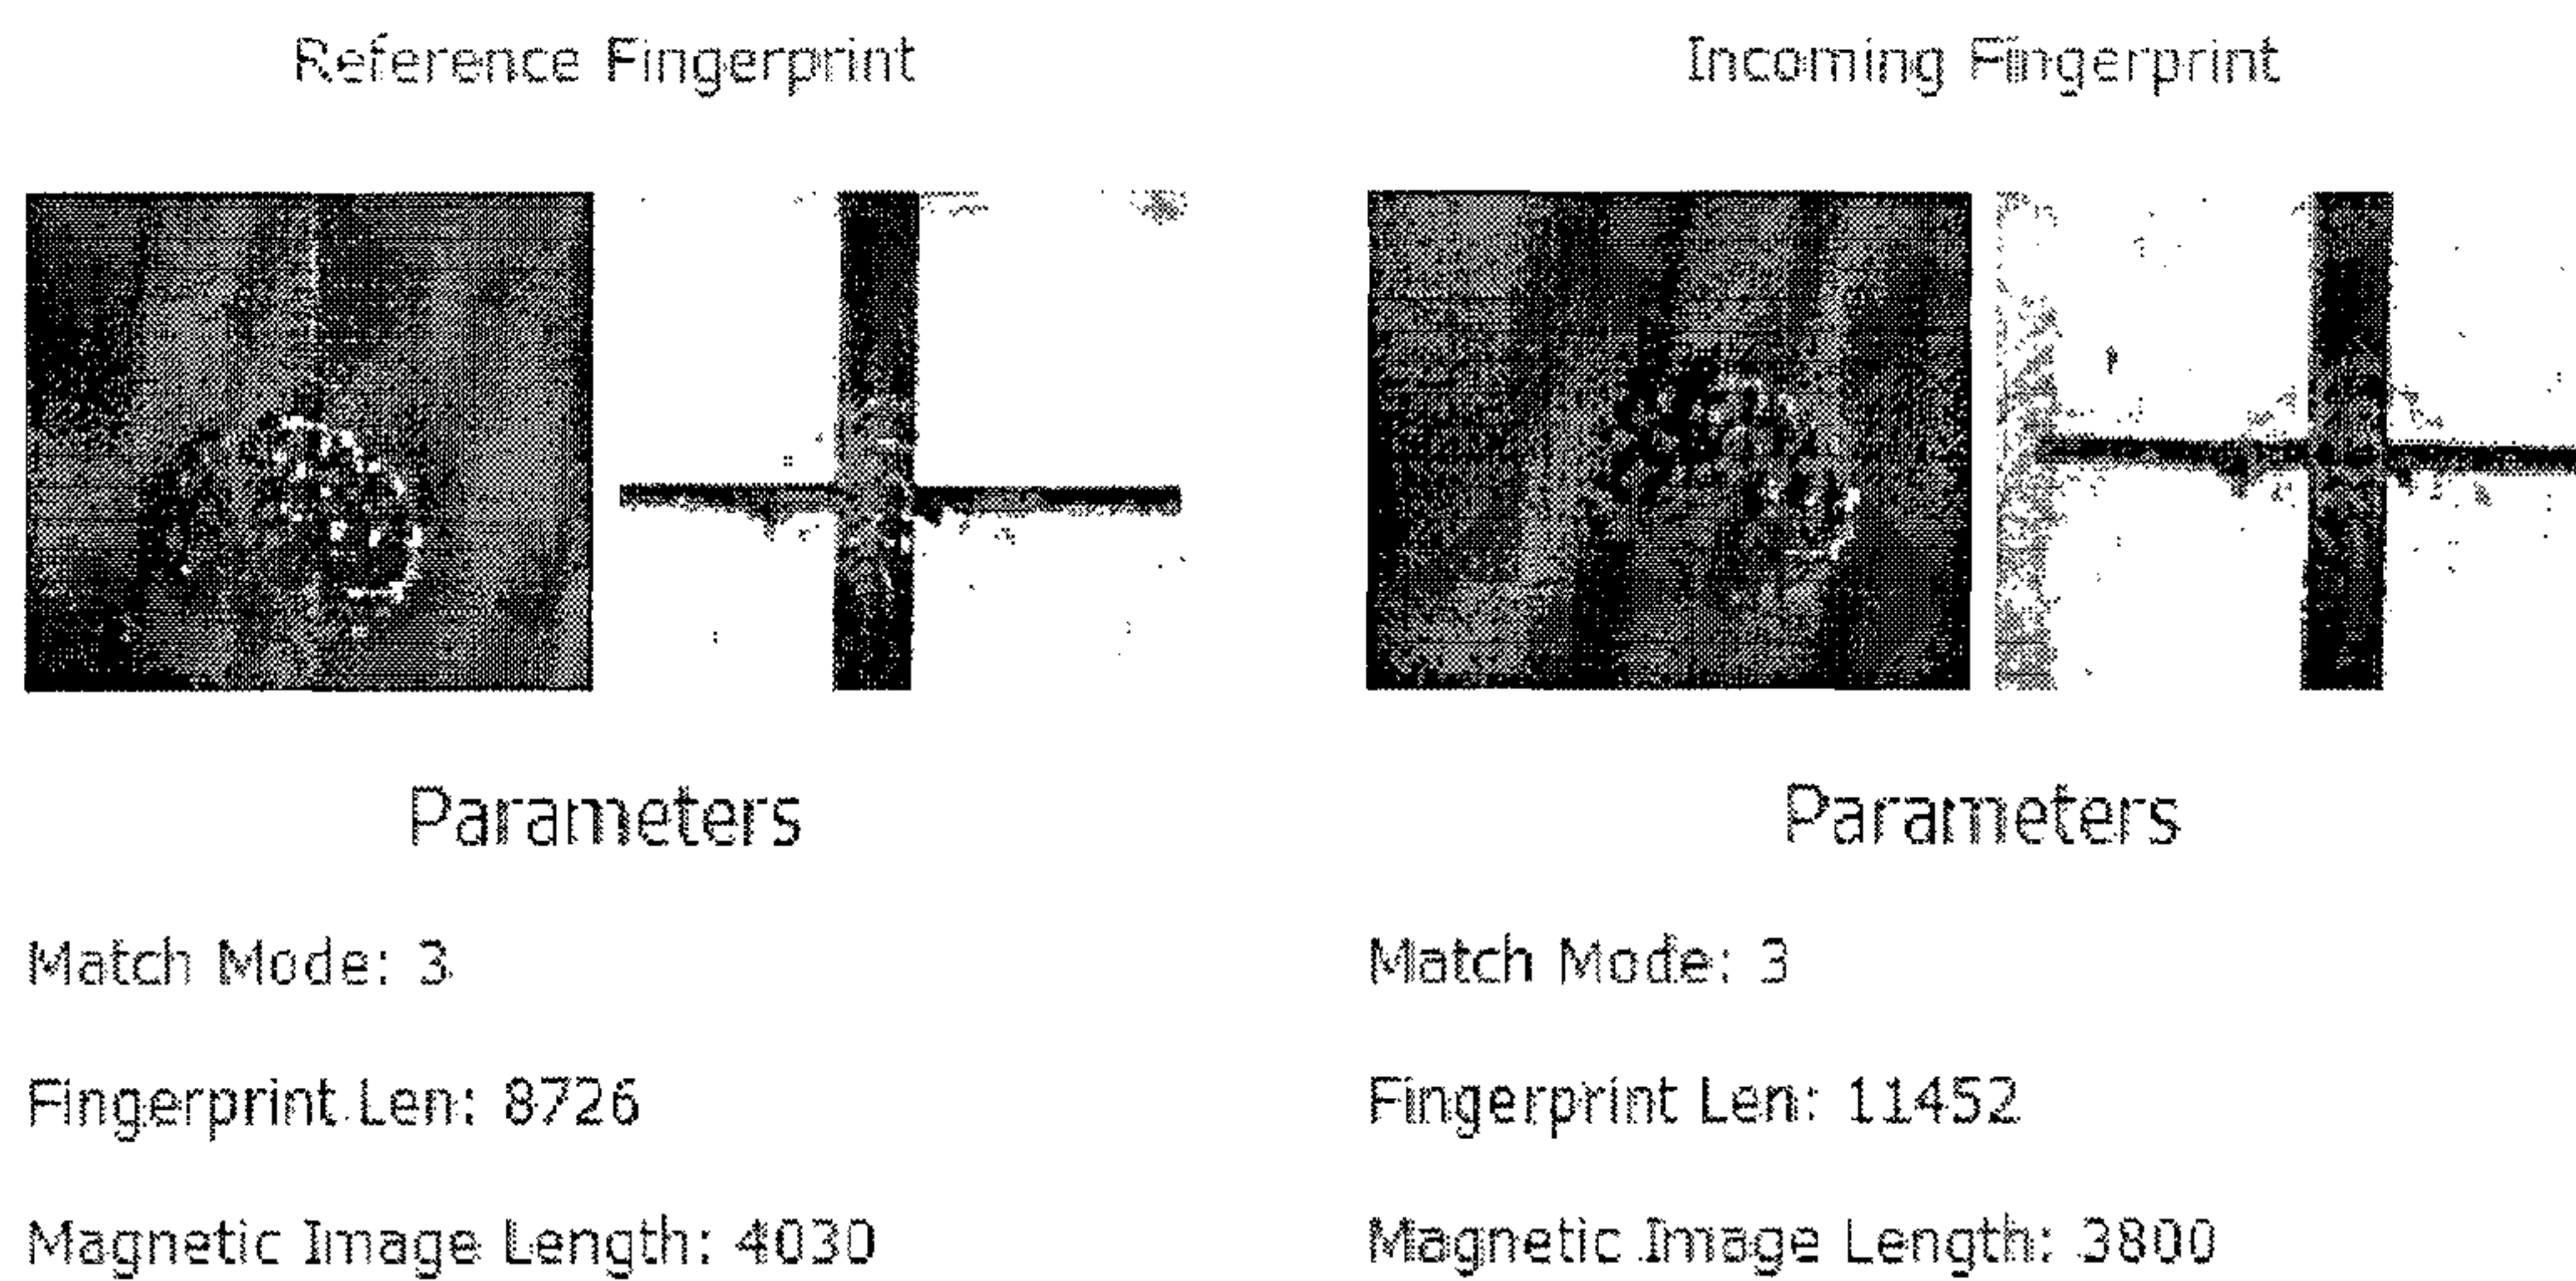 Reference Fingerprint
Parameters
Match Mode: 3
Fingerprint Len: 8726
Magnetic Image Length: 4030
Incoming Fingerprint
Parameters
Match Mode: 3
Fingerprint Len: 11452
Magnetic Image Length: 3800